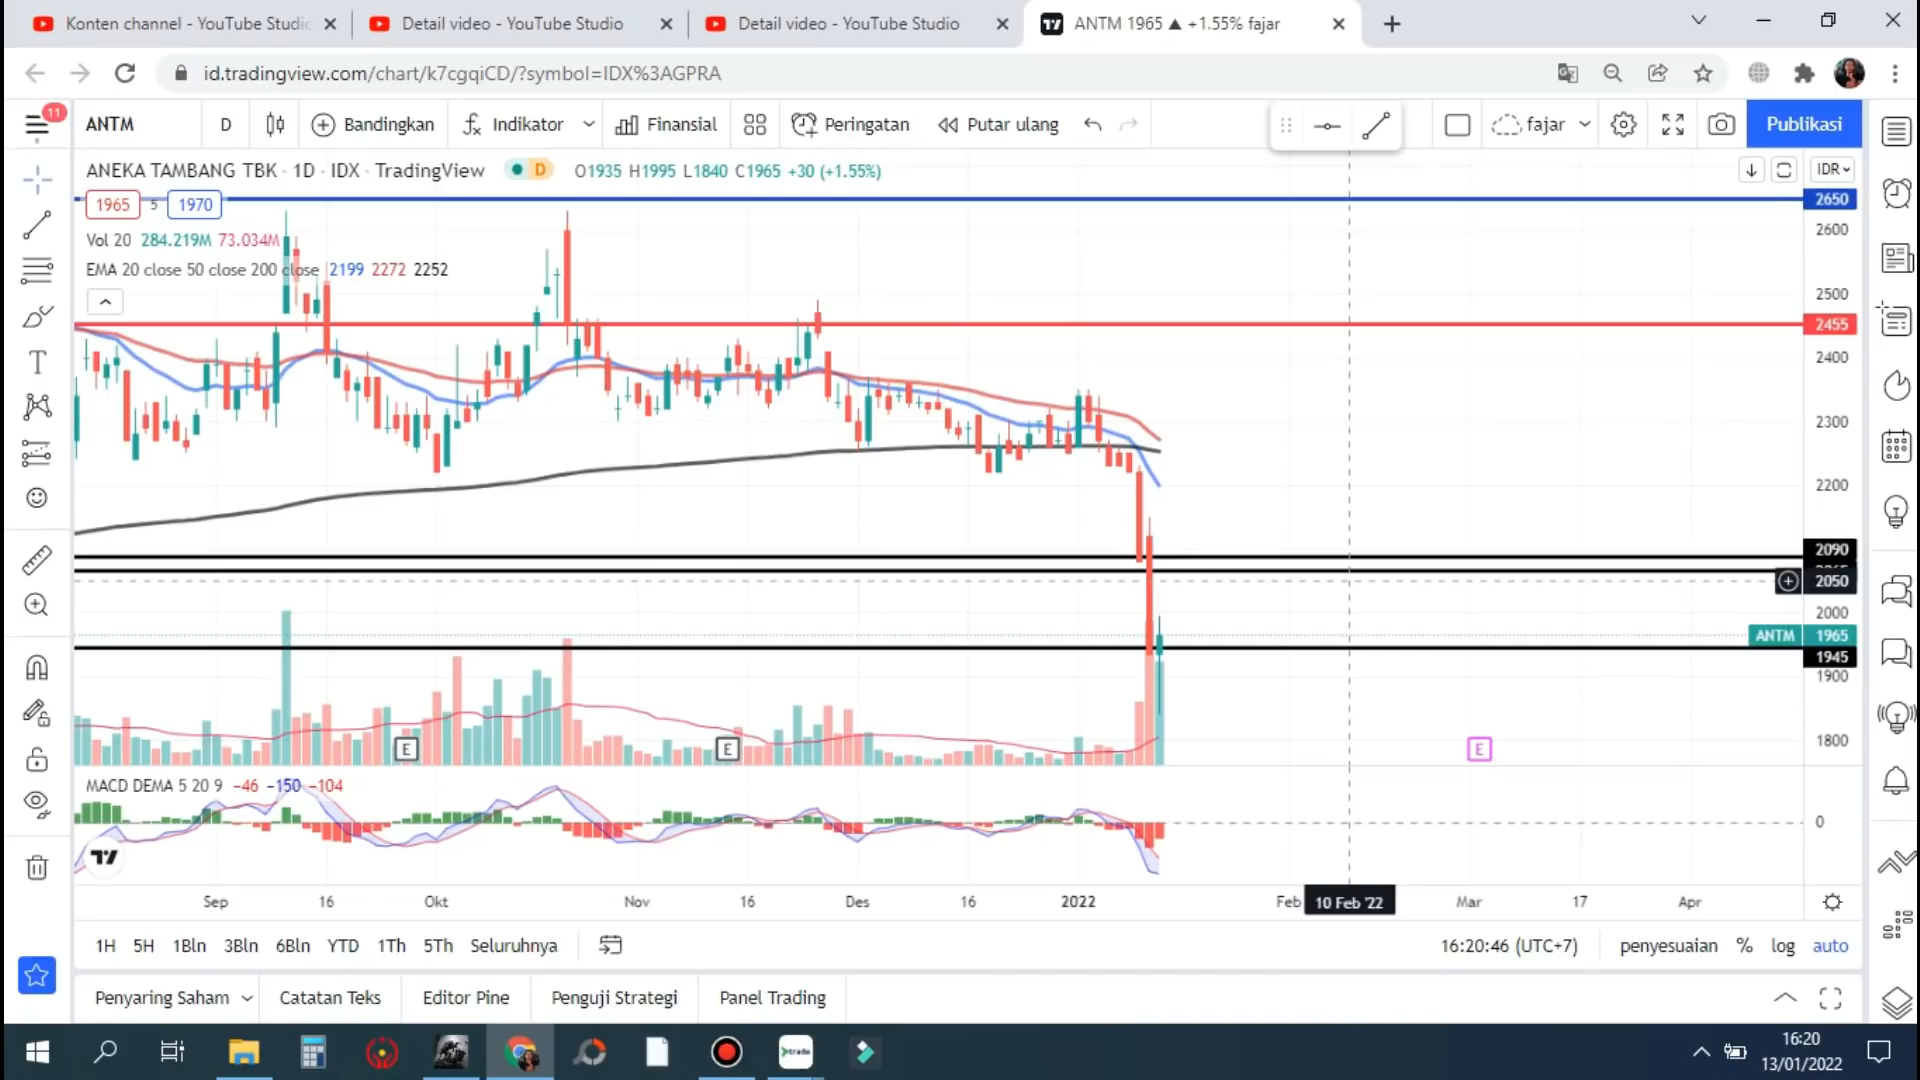 Konten channel - YouTube Studio
Detail video - YouTube Studio
Detail video - YouTube Studio
ANTM 1965 ▲ +1.55% fajar
id.tradingview.com/chart/k7cgqiCD/?symbol=IDX%3AGPRA
11
ANTM
D
Bandingkan
Indikator
Finansial
Peringatan
Putar ulang
fajar
Publikasi
ANEKA TAMBANG TBK · 1D · IDX · TradingView
D
O1935 H1995 L1840 C1965 +30 (+1.55%)
IDR
1965
5
1970
2650
Vol 20 284.219M 73.034M
2600
EMA 20 close 50 close 200 close 2199 2272 2252
2500
2455
2400
2300
2200
2090
2050
2000
ANTM 1965
1945
1900
1800
E
E
E
MACD DEMA 5 20 9 −46 −150 −104
0
Sep
16
Okt
Nov
16
Des
16
2022
Feb
10 Feb '22
Mar
17
Apr
1H
5H
1Bln
3Bln
6Bln
YTD
1Th
5Th
Seluruhnya
16:20:46 (UTC+7)
penyesuaian
%
log
auto
Penyaring Saham
Catatan Teks
Editor Pine
Penguji Strategi
Panel Trading
16:20
13/01/2022